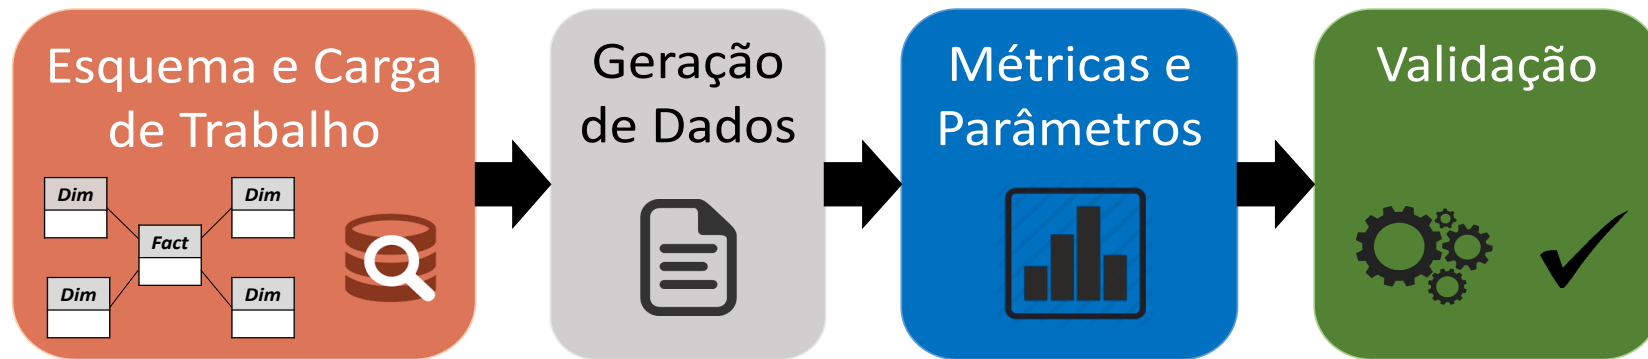 Esquema e Carga
de Trabalho
Dim
Dim
Fact
Dim
Dim
Geração
de Dados
Métricas e
Parâmetros
Validação